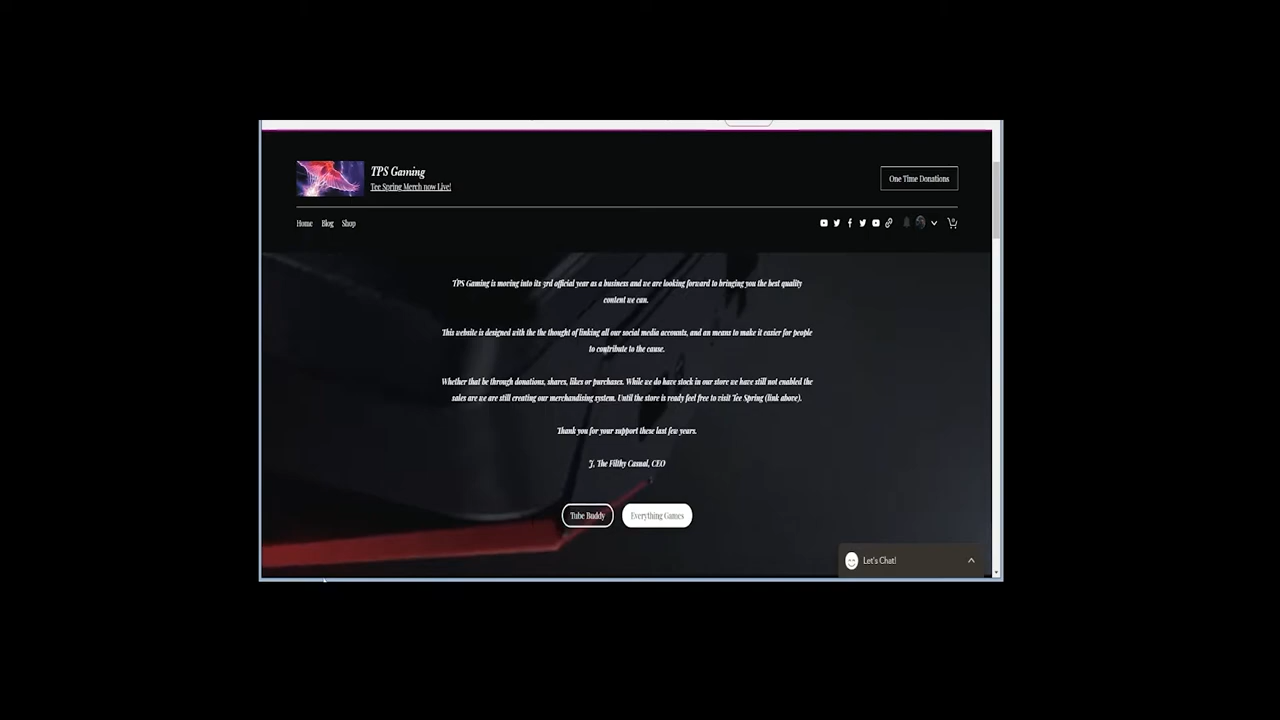 TPS Gaming
Tee Spring Merch now Live!
One Time Donations
Home Blog Shop
0
TPS Gaming is moving into its 3rd official year as a business and we are looking forward to bringing you the best quality
content we can.
This website is designed with the the thought of linking all our social media accounts, and an means to make it easier for people
to contribute to the cause.
Whether that be through donations, shares, likes or purchases. While we do have stock in our store we have still not enabled the
sales are we are still creating our merchandising system. Until the store is ready feel free to visit Tee Spring (link above).
Thank you for your support these last few years.
J, The Filthy Casual, CEO
Tube Buddy Everything Games
Let's Chat!